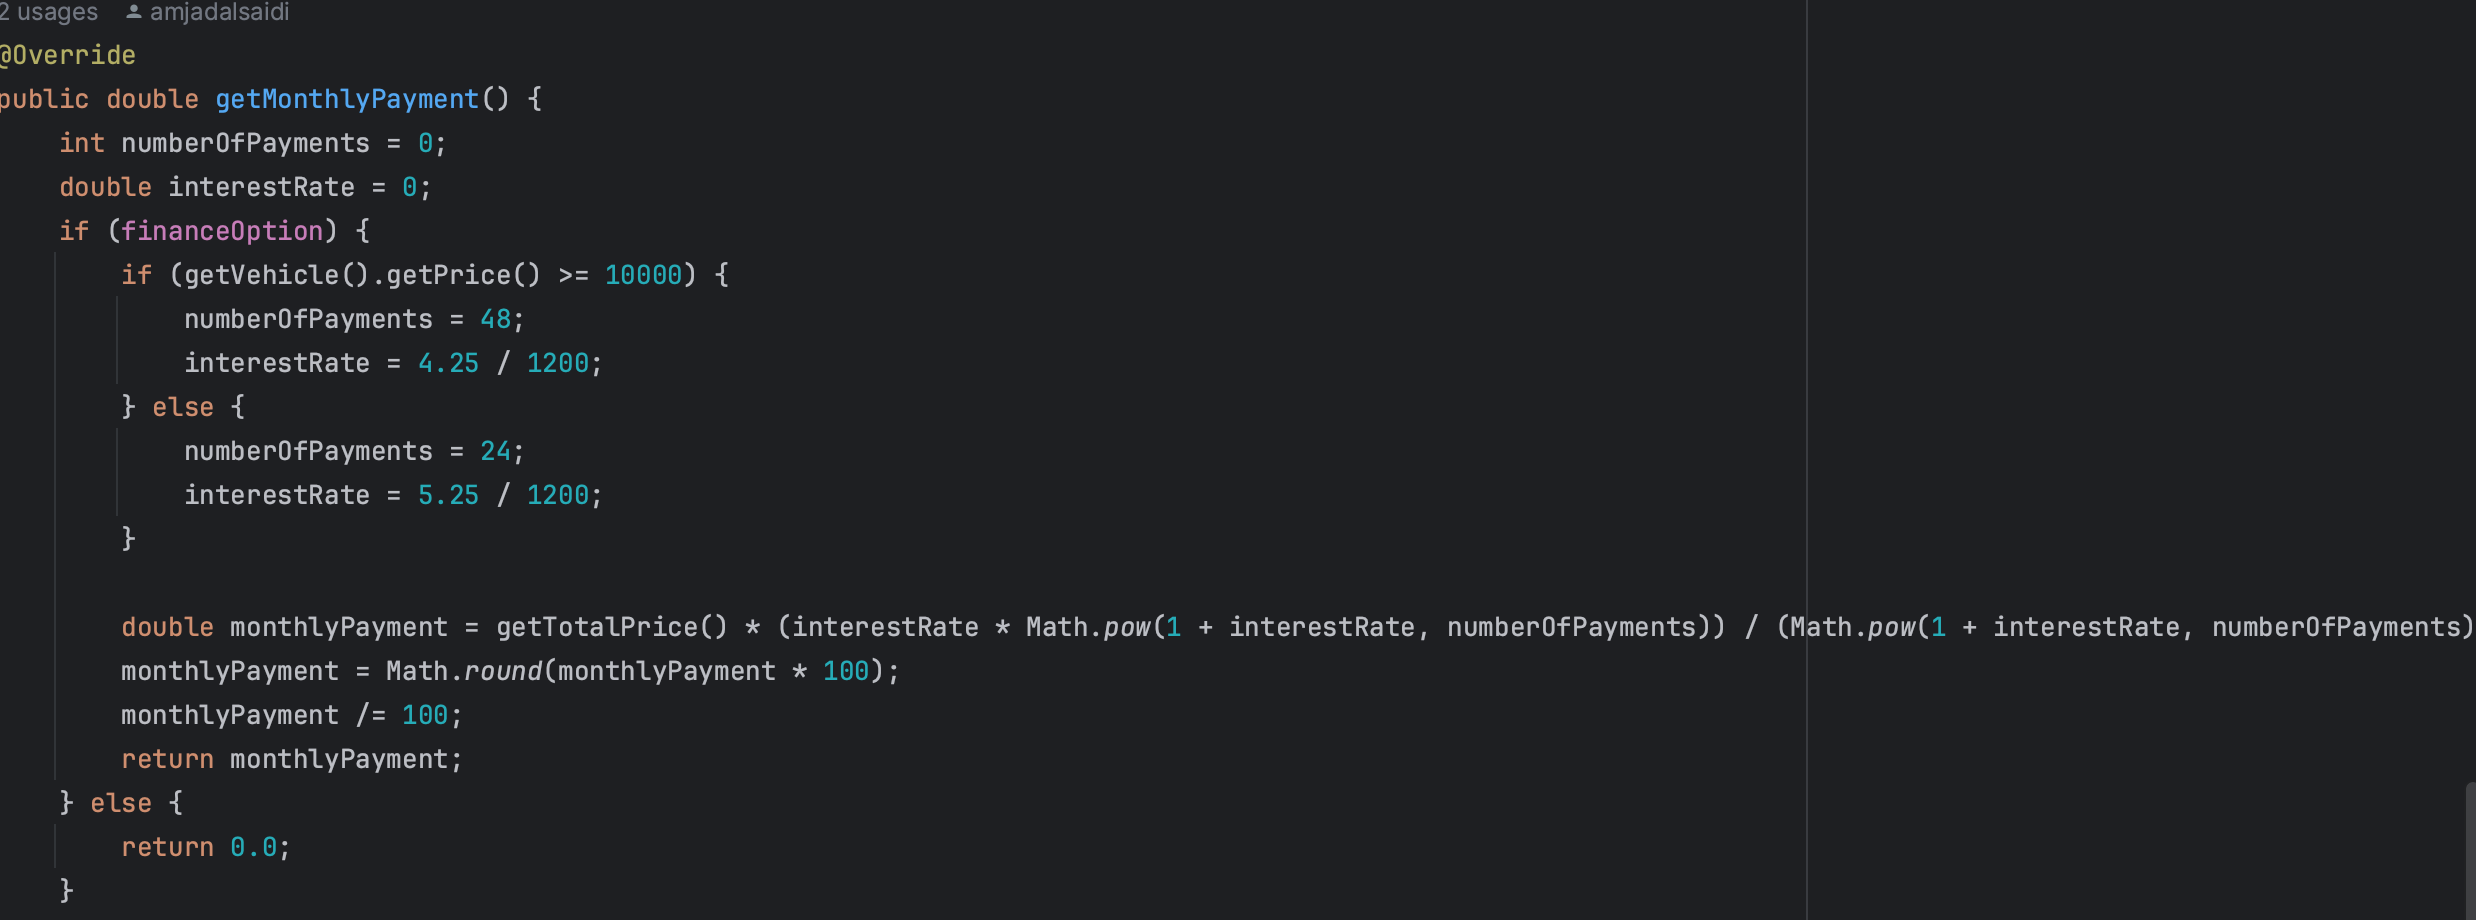 2 usages amjadalsaidi
@Override
public double getMonthlyPayment() {
    int numberOfPayments = 0;
    double interestRate = 0;
    if (financeOption) {
        if (getVehicle().getPrice() >= 10000) {
            numberOfPayments = 48;
            interestRate = 4.25 / 1200;
        } else {
            numberOfPayments = 24;
            interestRate = 5.25 / 1200;
        }

        double monthlyPayment = getTotalPrice() * (interestRate * Math.pow(1 + interestRate, numberOfPayments)) / (Math.pow(1 + interestRate, numberOfPayments)
        monthlyPayment = Math.round(monthlyPayment * 100);
        monthlyPayment /= 100;
        return monthlyPayment;
    } else {
        return 0.0;
    }